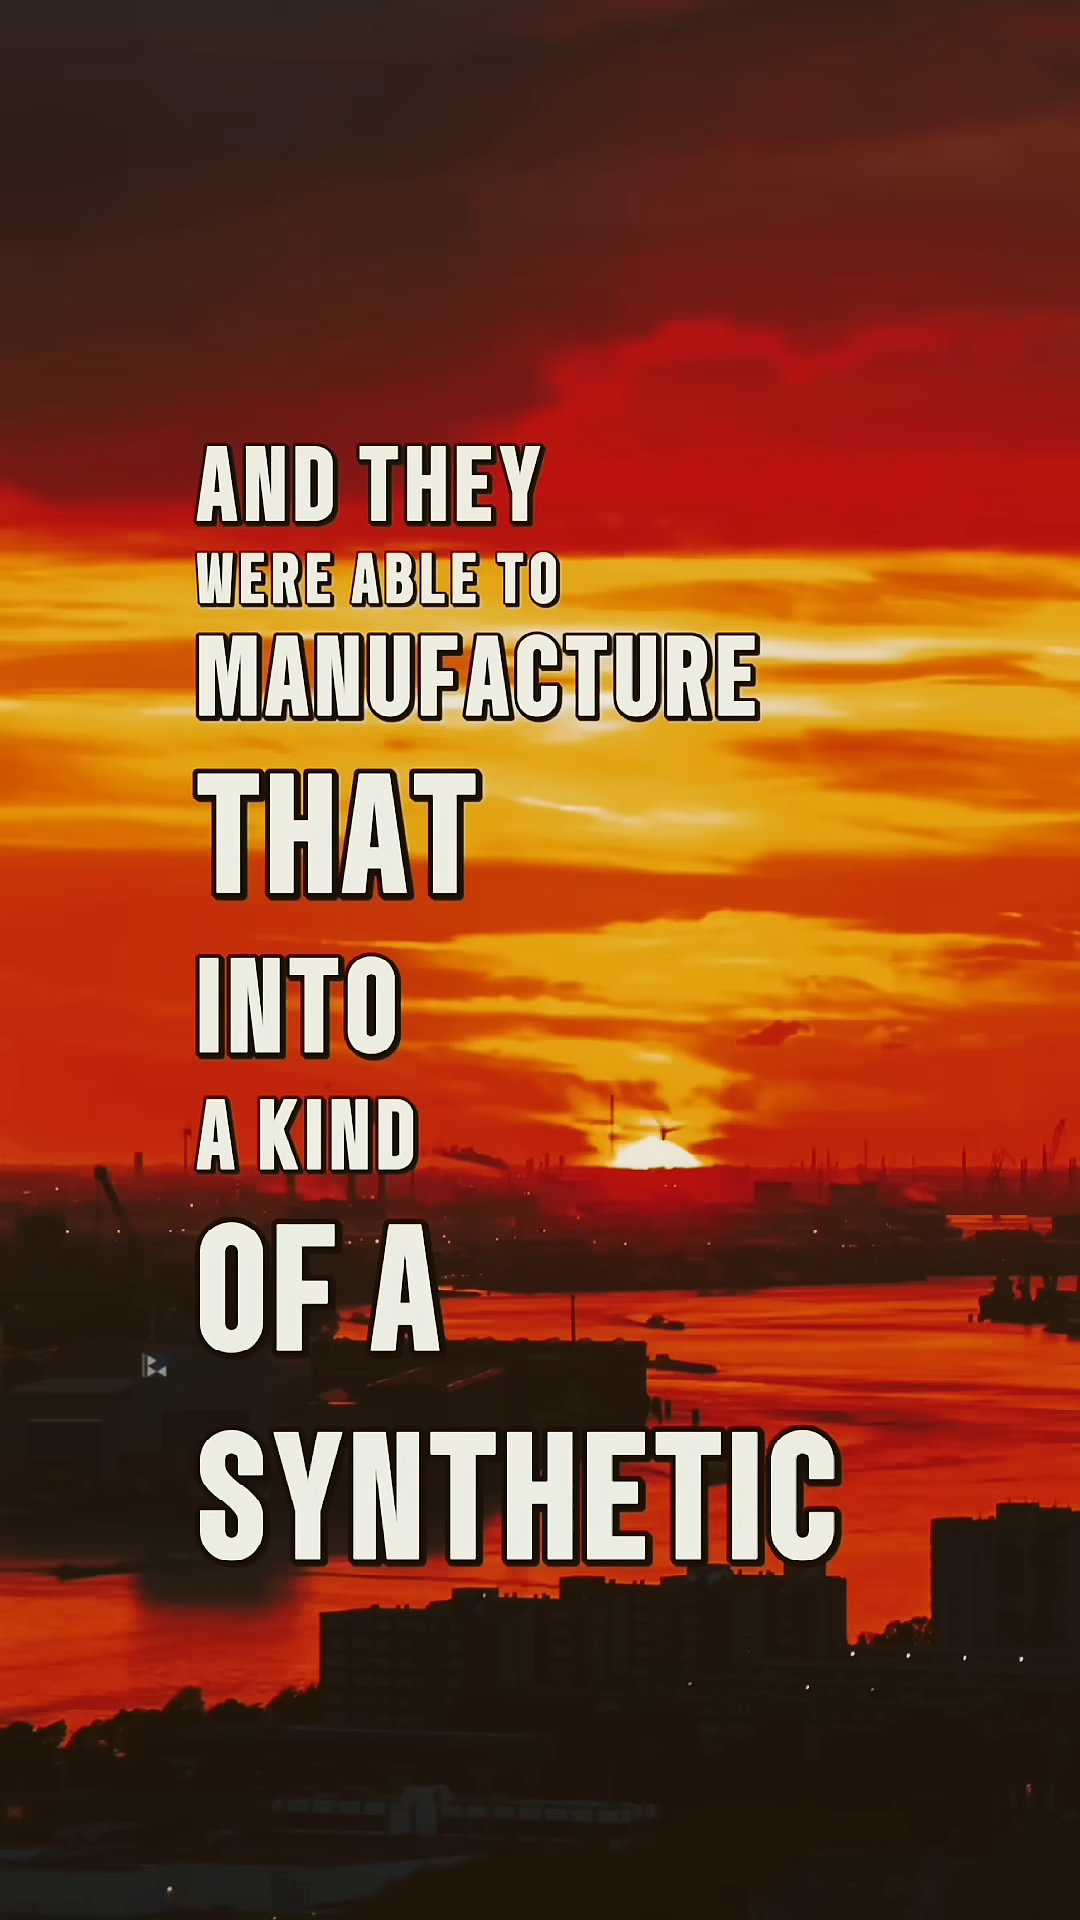 AND THEY
WERE ABLE TO
MANUFACTURE
THAT
INTO
A KIND
OF A
SYNTHETIC